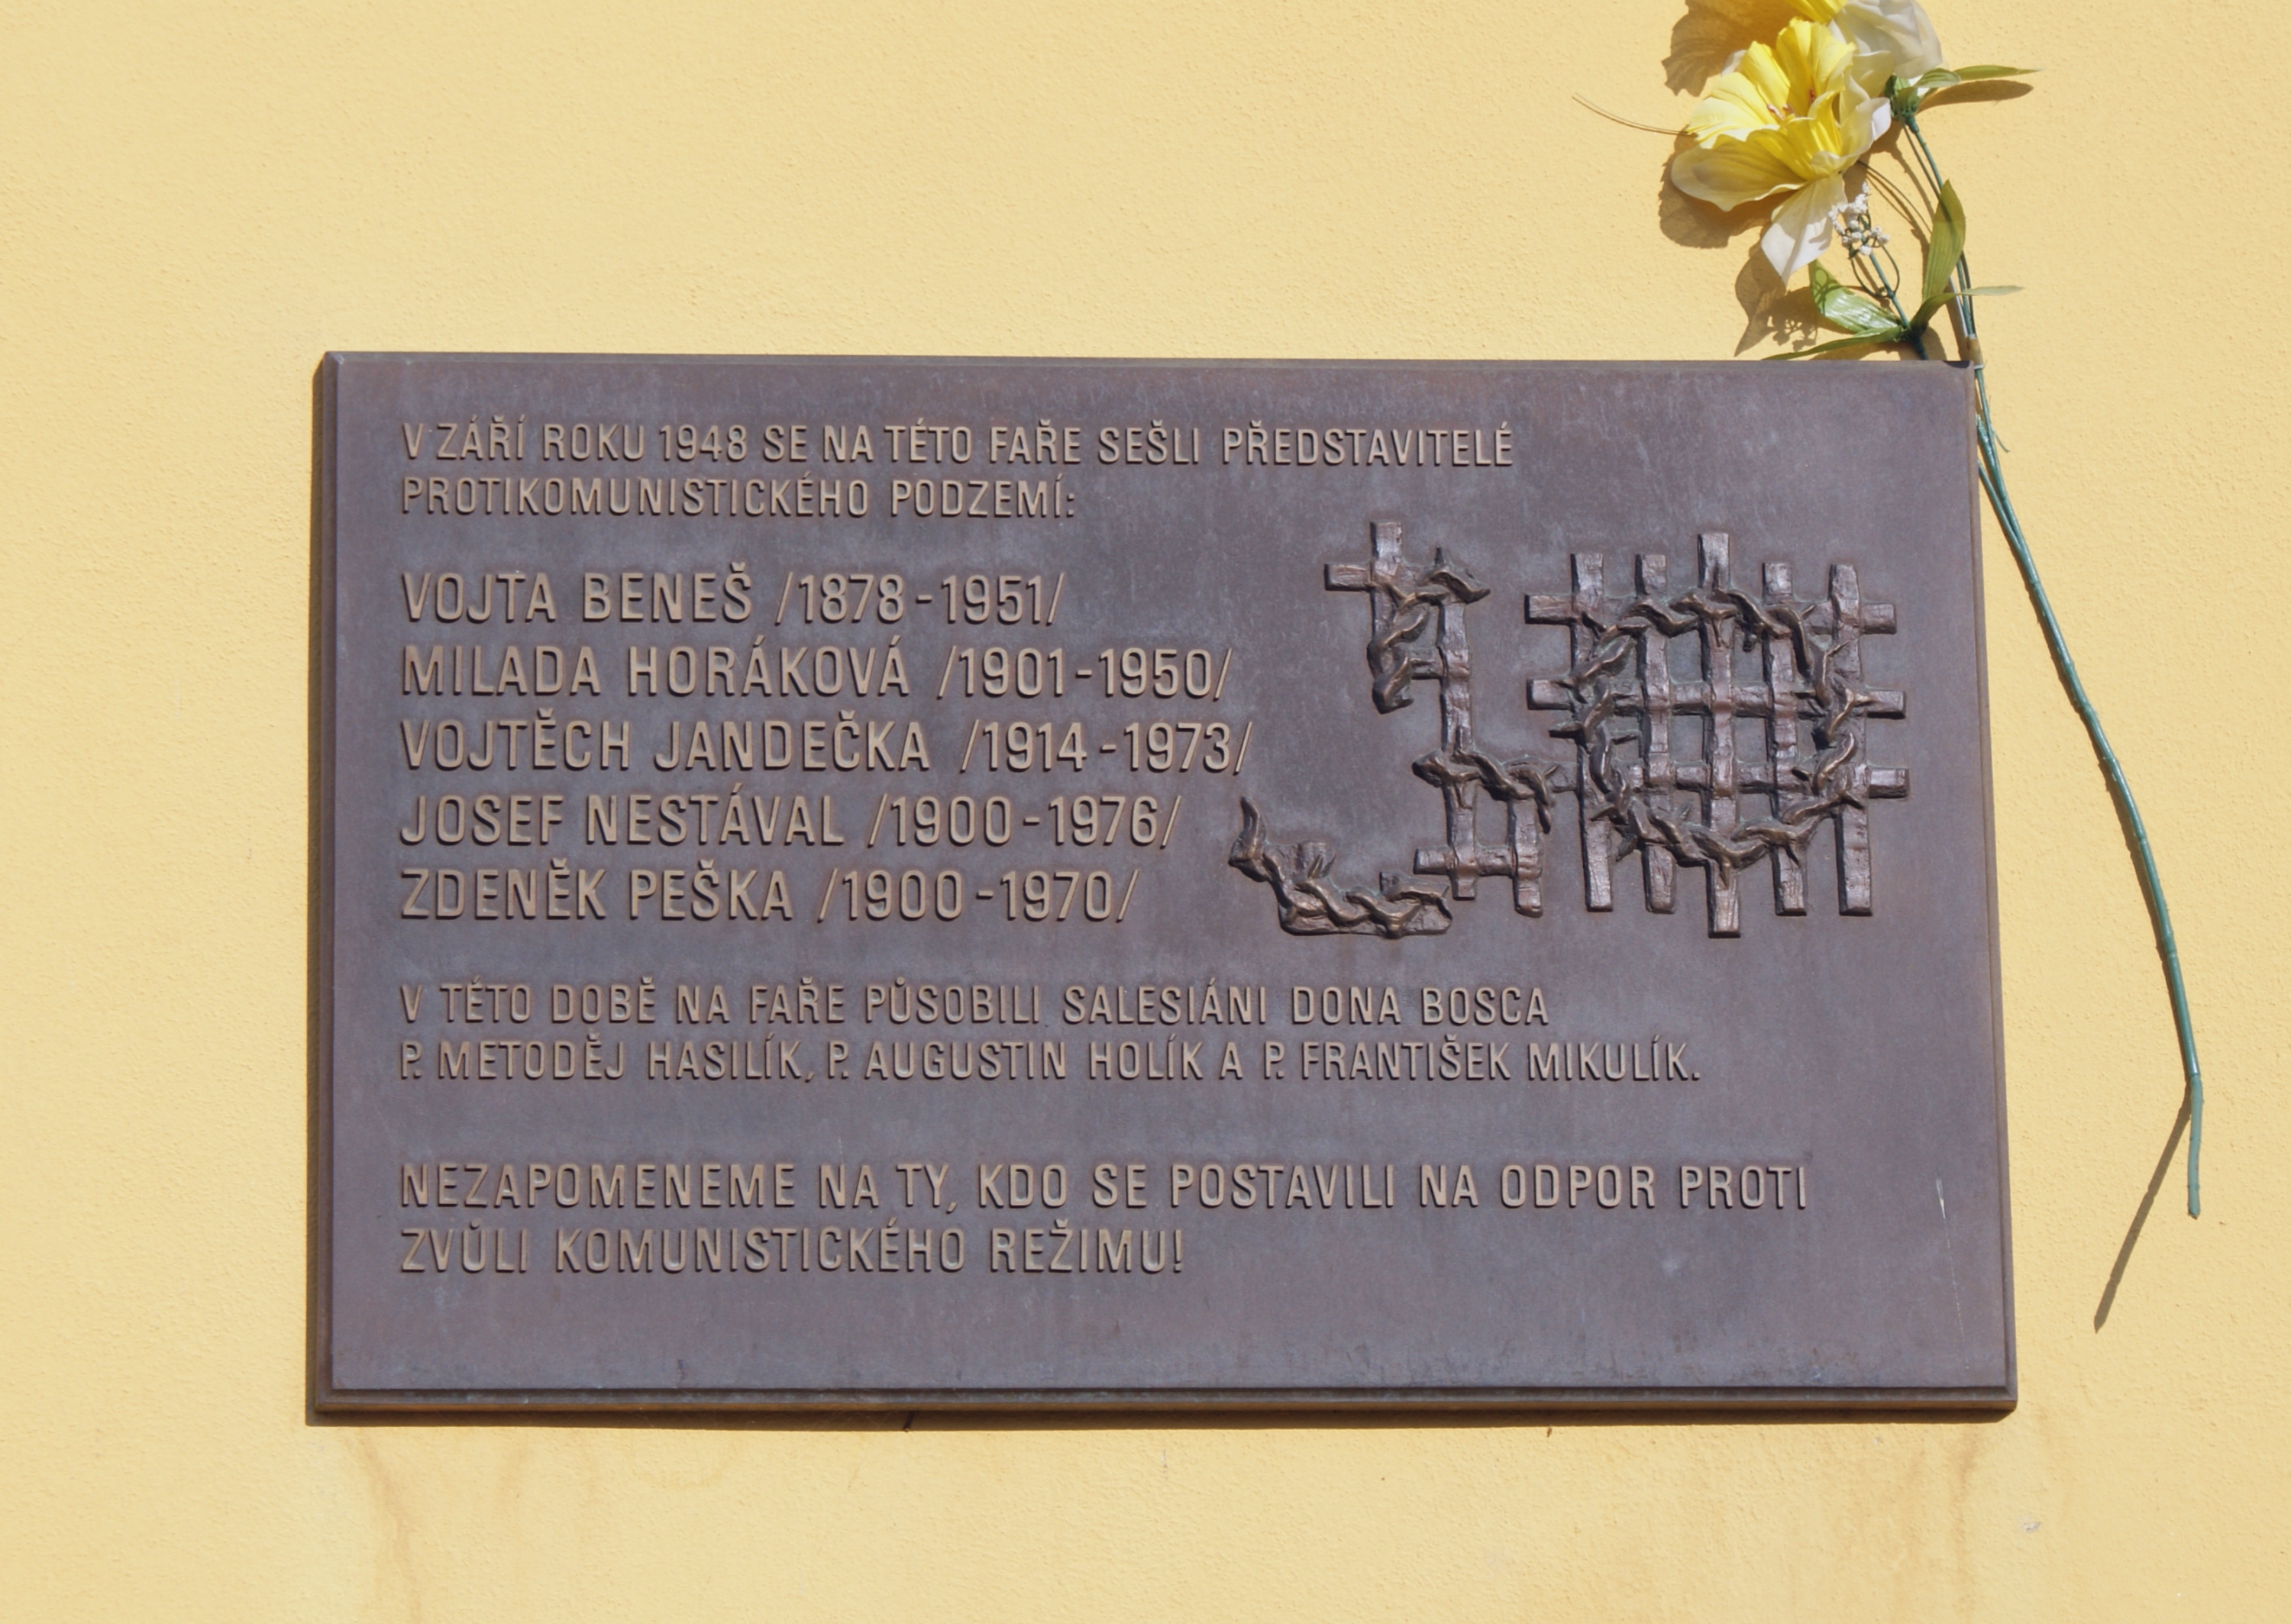 V ZÁŘÍ ROKU 1948 SE NA TÉTO FAŘE SEŠLI PŘEDSTAVITELÉ
PROTIKOMUNISTICKÉHO PODZEMÍ:
VOJTA BENEŠ /1878-1951/
MILADA HORÁKOVÁ /1901-1950/
VOJTĚCH JANDEČKA /1914-1973/
JOSEF NESTÁVAL /1900-1976/
ZDENĚK PEŠKA /1900-1970/
V TÉTO DOBĚ NA FAŘE PŮSOBILI SALESIÁNI DONA BOSCA
P. METODĚJ HASILÍK, P. AUGUSTIN HOLÍK A P. FRANTIŠEK MIKULÍK.
NEZAPOMENEME NA TY, KDO SE POSTAVILI NA ODPOR PROTI
ZVŮLI KOMUNISTICKÉHO REŽIMU!